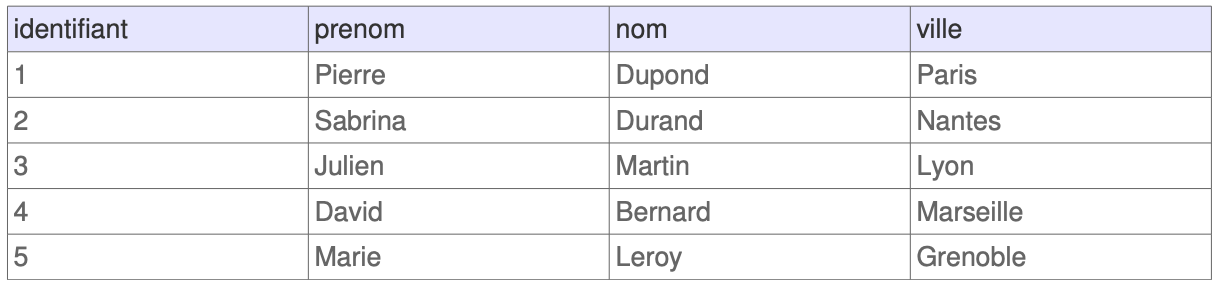 identifiant prenom nom ville
1 Pierre Dupond Paris
2 Sabrina Durand Nantes
3 Julien Martin Lyon
4 David Bernard Marseille
5 Marie Leroy Grenoble